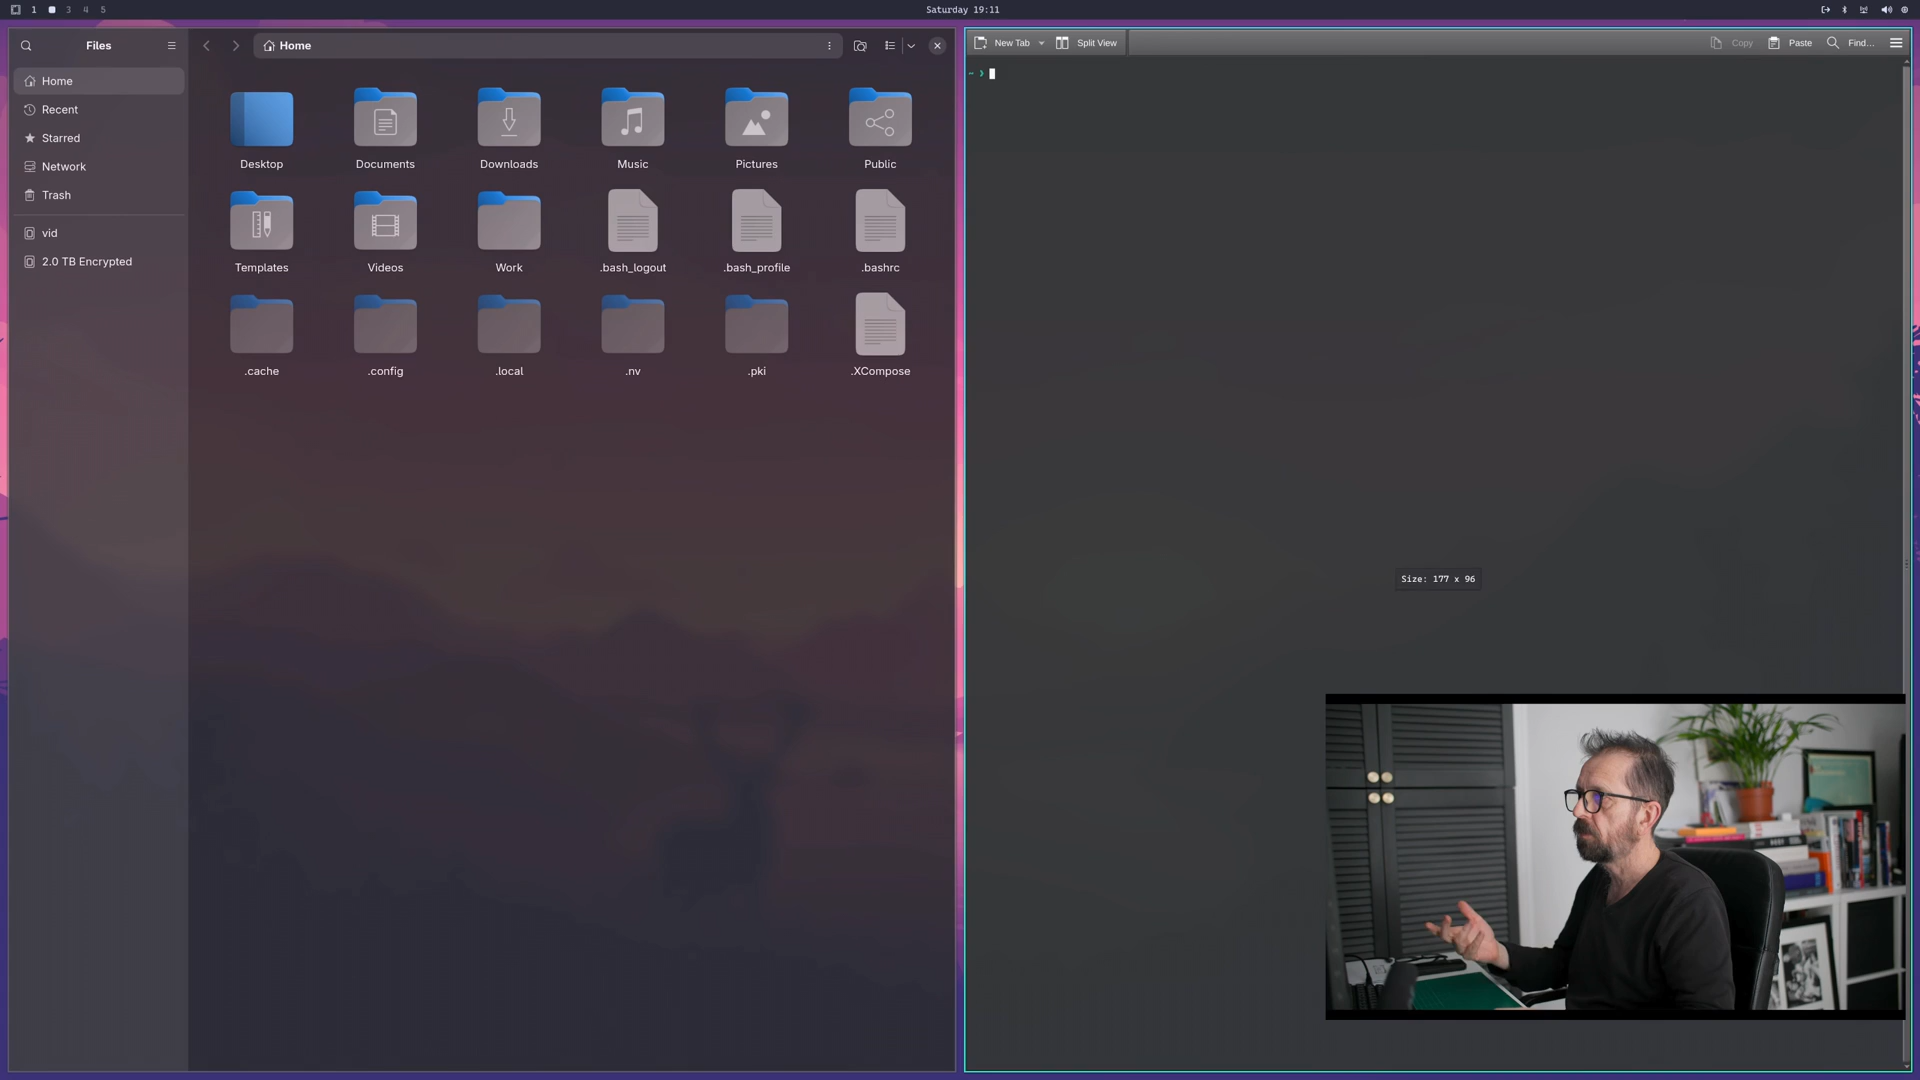 1 3 4 5
Saturday 19:11
Files
Home
Home
Recent
Starred
Network
Trash
vid
2.0 TB Encrypted
Desktop
Documents
Downloads
Music
Pictures
Public
Templates
Videos
Work
.bash_logout
.bash_profile
.bashrc
.cache
.config
.local
.nv
.pki
.XCompose
New Tab
Split View
Copy
Paste
Find...
~ ❯
Size: 177 x 96